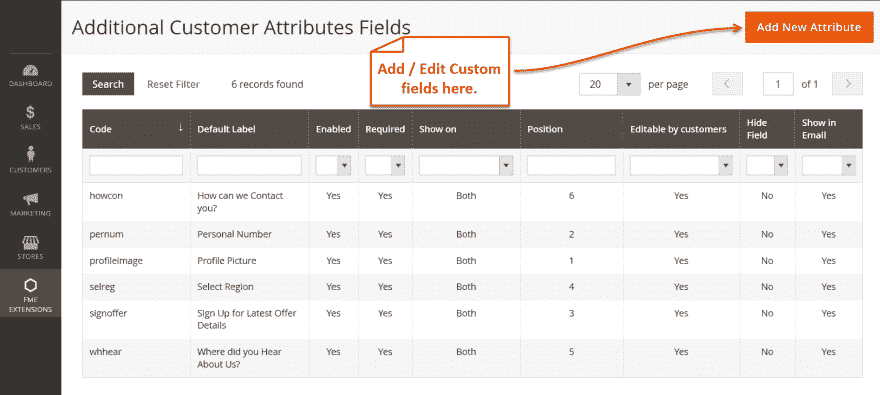 Additional Customer Attributes Fields
Add New Attribute
Add / Edit Custom
fields here.
DASHBOARD
$
SALES
CUSTOMERS
MARKETING
STORES
FME
EXTENSIONS
Search Reset Filter 6 records found 20 per page 1 of 1
Code ↓ Default Label Enabled Required Show on Position Editable by customers Hide Field Show in Email
howcon How can we Contact you? Yes Yes Both 6 Yes No Yes
pernum Personal Number Yes Yes Both 2 Yes No Yes
profileimage Profile Picture Yes Yes Both 1 Yes No Yes
selreg Select Region Yes Yes Both 4 Yes No Yes
signoffer Sign Up for Latest Offer Details Yes Yes Both 3 Yes No Yes
whhear Where did you Hear About Us? Yes Yes Both 5 Yes No Yes